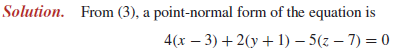 Solution. From (3), a point-normal form of the equation is
4(x − 3) + 2(y + 1) − 5(z − 7) = 0